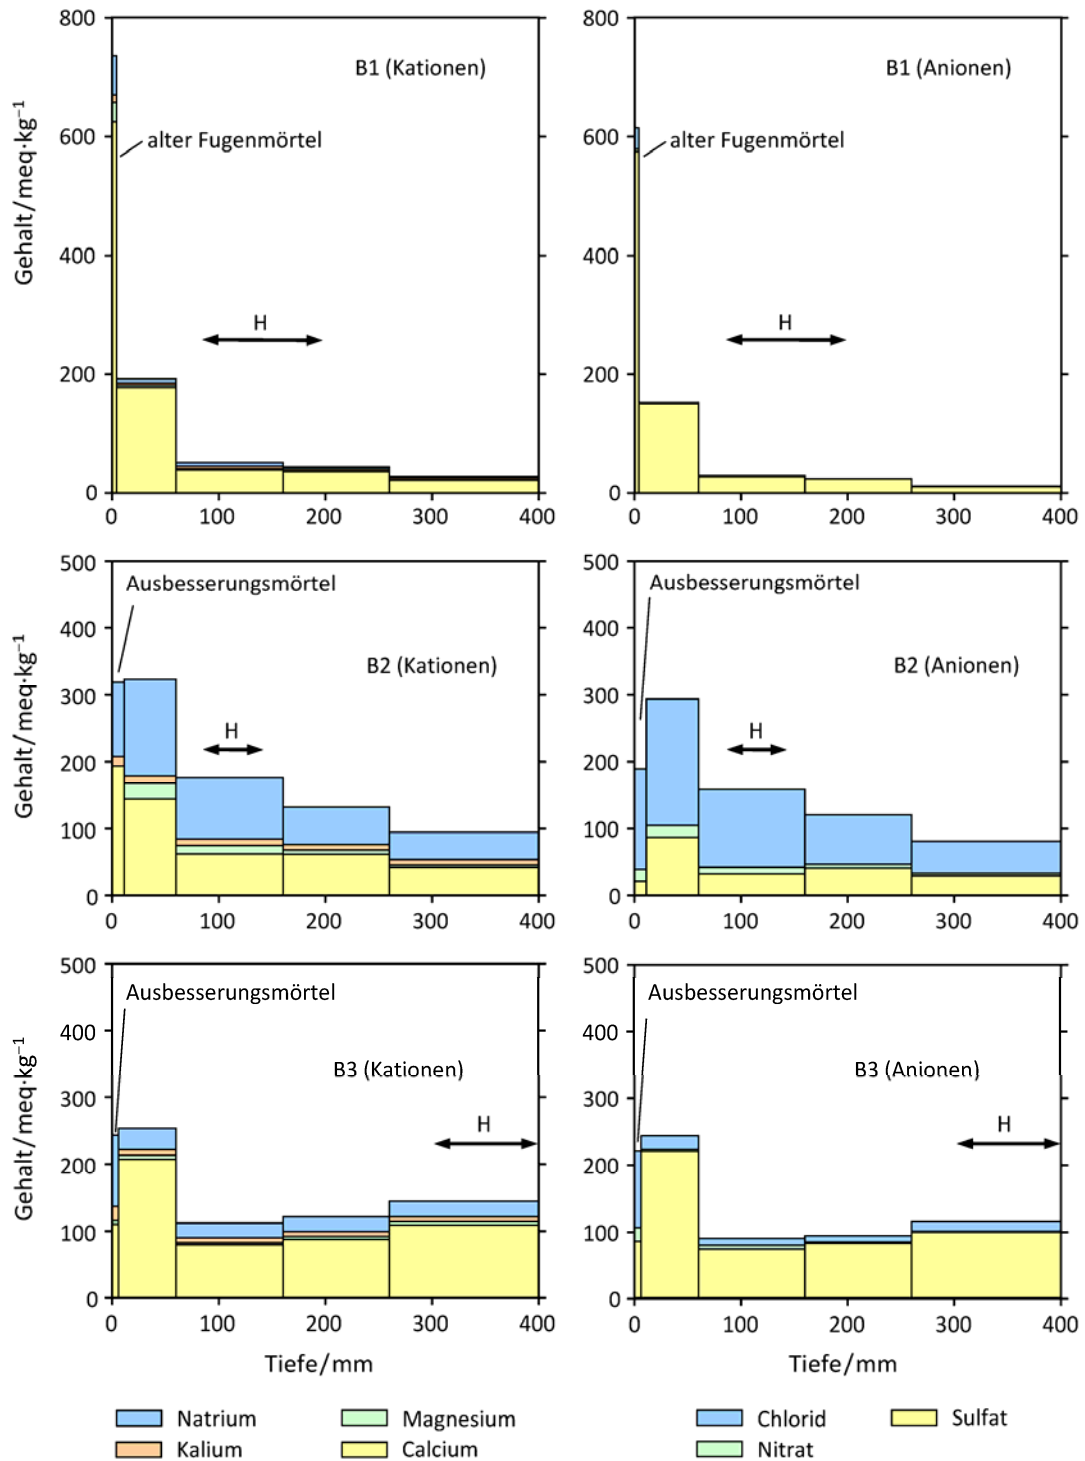 800
600
400
200
0
Gehalt/meq·kg⁻¹
B1 (Kationen)
alter Fugenmörtel
H
0 100 200 300 400
800
600
400
200
0
B1 (Anionen)
alter Fugenmörtel
H
0 100 200 300 400
500
400
300
200
100
0
Gehalt/meq·kg⁻¹
Ausbesserungsmörtel
B2 (Kationen)
H
0 100 200 300 400
500
400
300
200
100
0
Ausbesserungsmörtel
B2 (Anionen)
H
0 100 200 300 400
500
400
300
200
100
0
Gehalt/meq·kg⁻¹
Ausbesserungsmörtel
B3 (Kationen)
H
0 100 200 300 400
Tiefe/mm
500
400
300
200
100
0
Ausbesserungsmörtel
B3 (Anionen)
H
0 100 200 300 400
Tiefe/mm
Natrium Magnesium Chlorid Sulfat
Kalium Calcium Nitrat